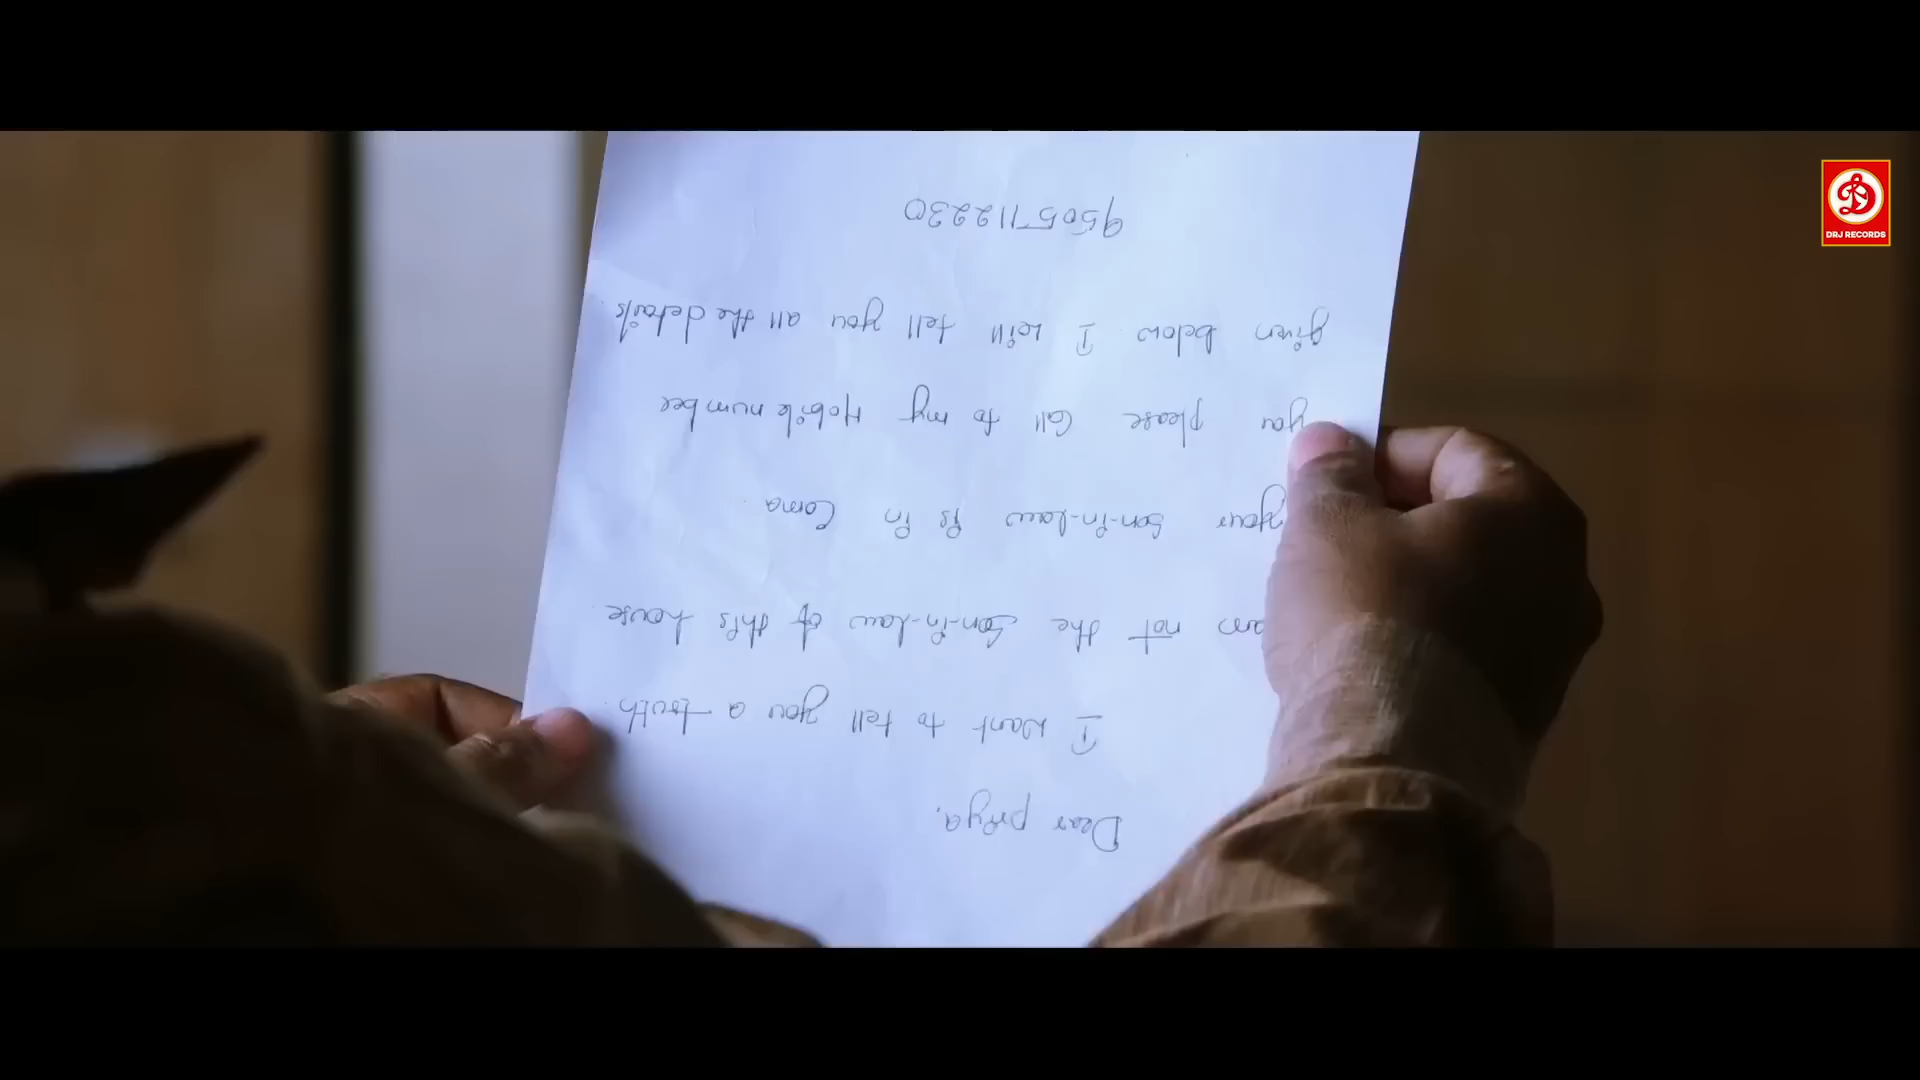 Dear priya,
I want to tell you a truth.
am not the Son-in-law of this house
your Son-in-law is in Coma.
you please Call to my Mobile number
given below I will tell you all the details.
9505112230
DRJ RECORDS